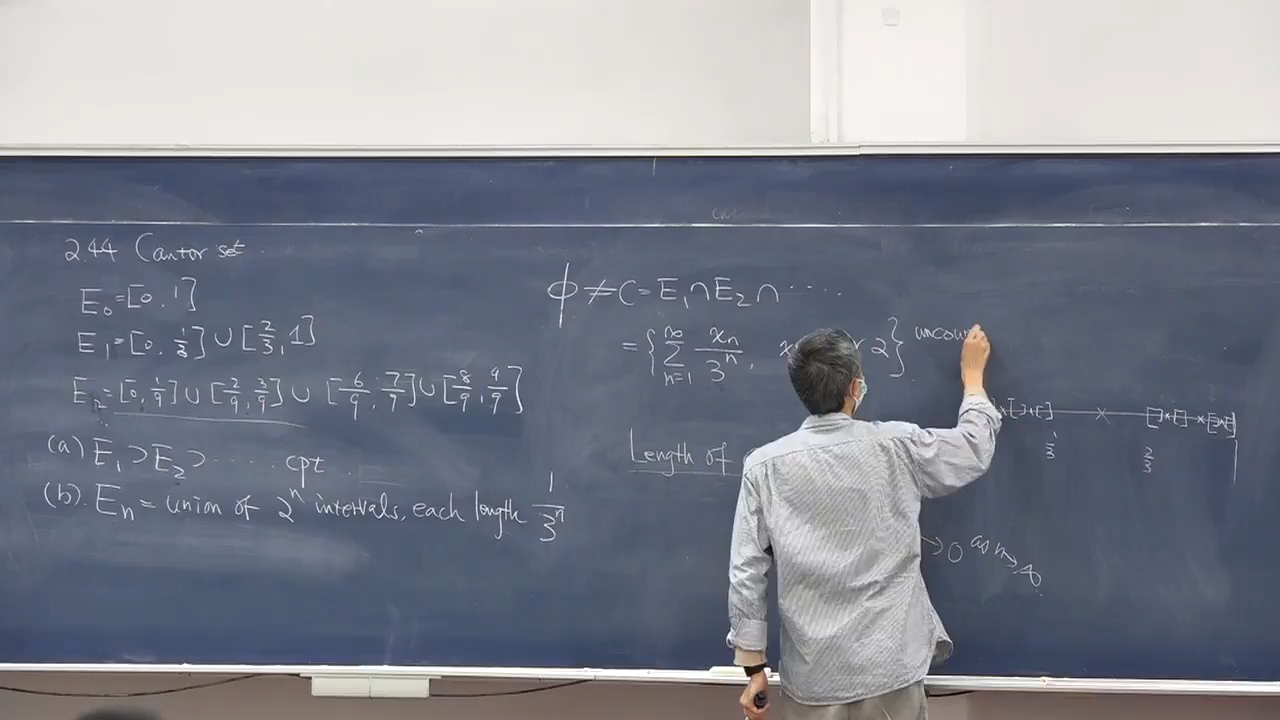 2.44 Cantor set
E₀=[0,1]
E₁=[0,1/3]∪[2/3,1]
E₂=[0,1/9]∪[2/9,3/9]∪[6/9,7/9]∪[8/9,9/9]
(a) E₁⊃E₂⊃······ cpt
(b). Eₙ = union of 2ⁿ intervals, each length 1/3ⁿ
ϕ≠C=E₁∩E₂∩·····
={∑_{n=1}^{∞} xₙ/3ⁿ, 2} uncou
1/3 2/3
Length of
→0 as n→∞